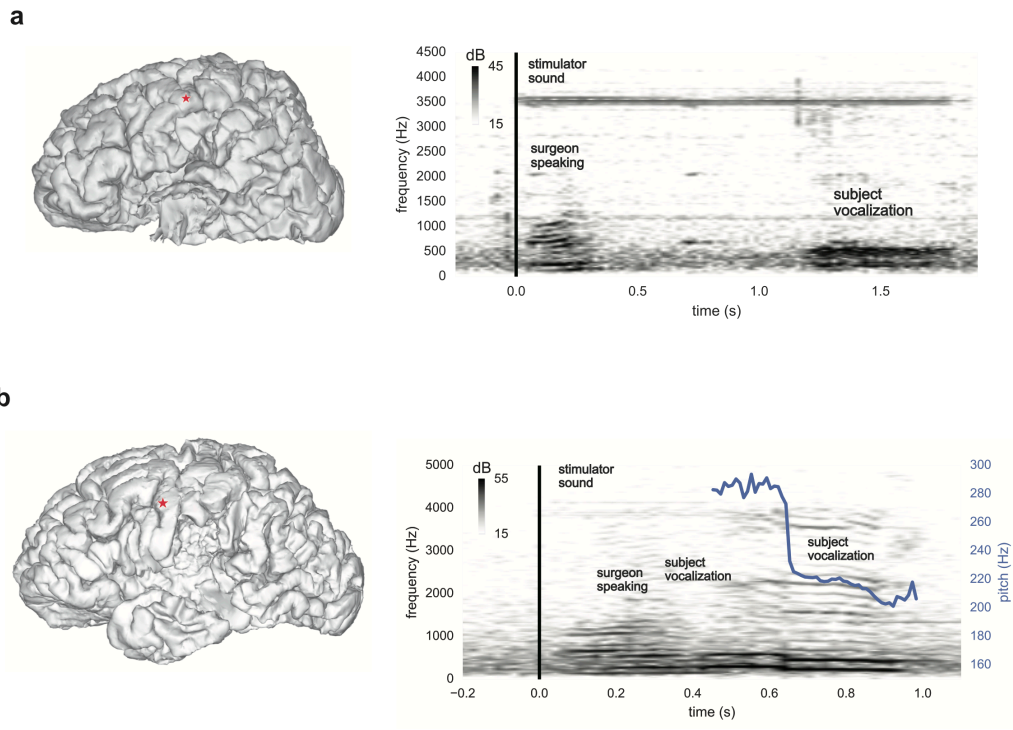 a
dB
45
15
stimulator
sound
surgeon
speaking
subject
vocalization
frequency (Hz)
4500
4000
3500
3000
2500
2000
1500
1000
500
0
0.0 0.5 1.0 1.5
time (s)
b
dB
55
15
stimulator
sound
surgeon
speaking
subject
vocalization
subject
vocalization
frequency (Hz)
5000
4000
3000
2000
1000
0
300
280
260
240
220
200
180
160
pitch (Hz)
−0.2 0.0 0.2 0.4 0.6 0.8 1.0
time (s)